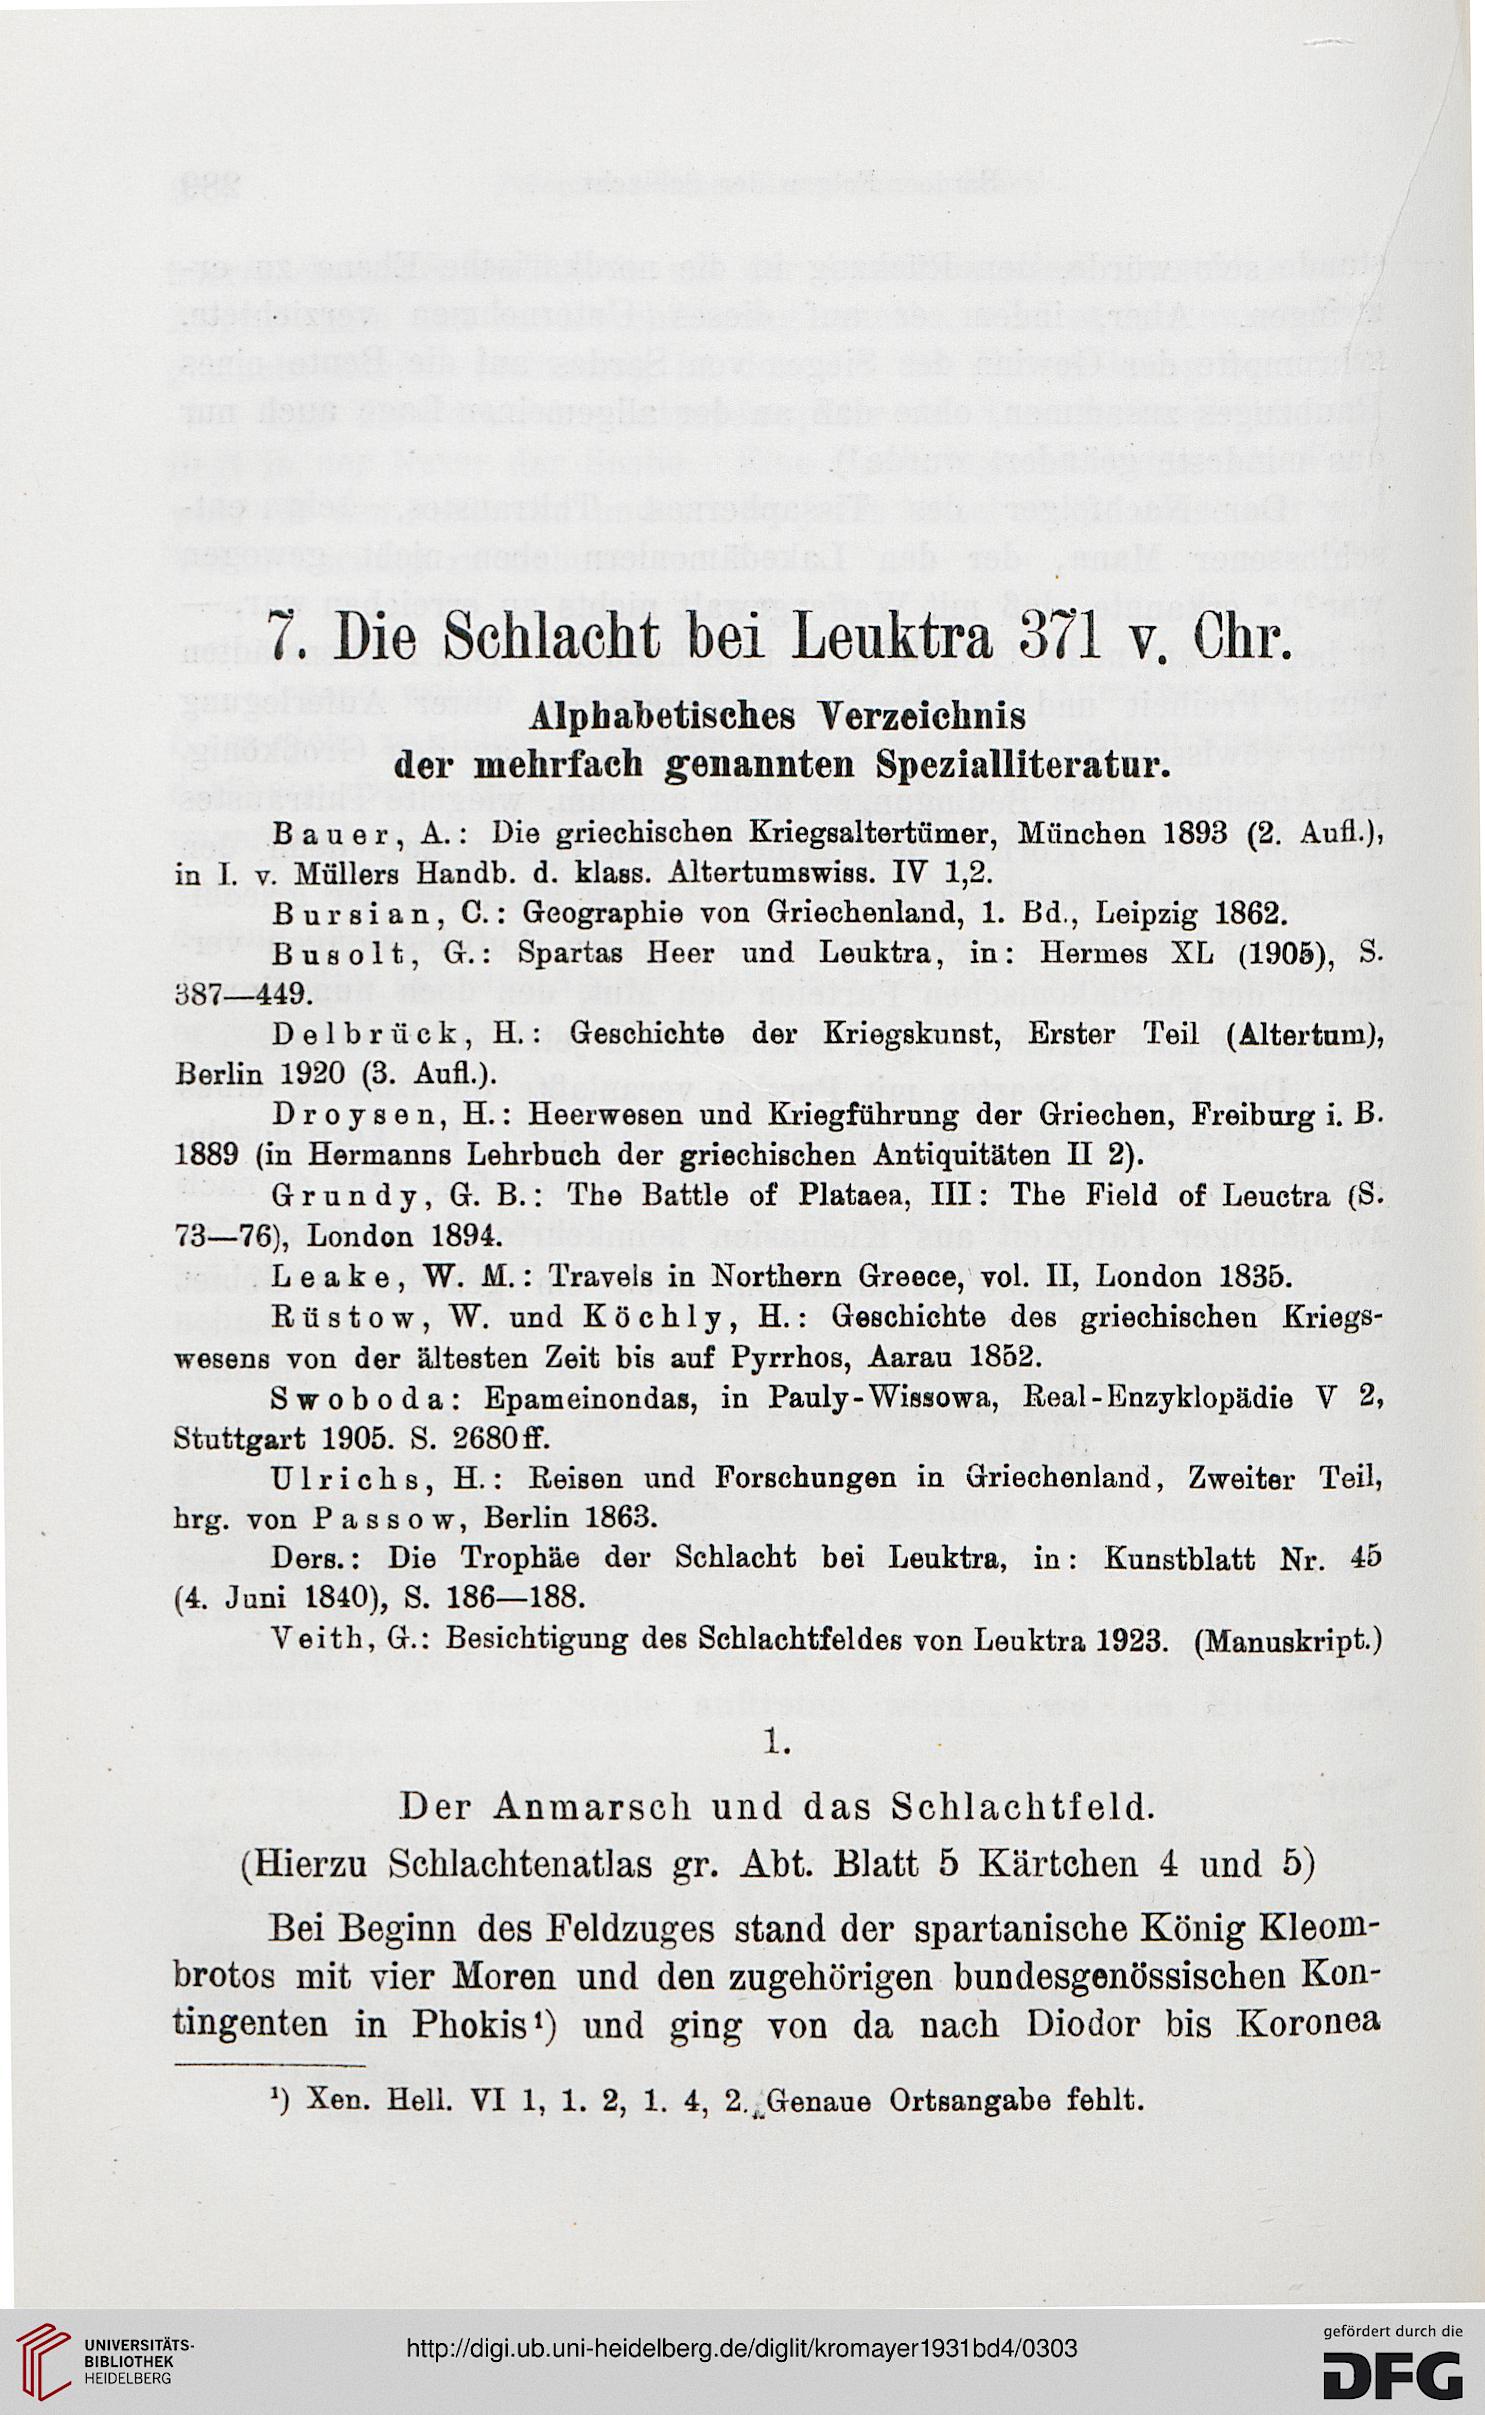 7. Die Schlacht bei Leuktra 371 v. Chr.
Alphabetisches Verzeichnis
der mehrfach genannten Spezialliteratur.
Bauer, A.: Die griechischen Kriegsaltertümer, München 1893 (2. Aufl.),
in I. v. Müllers Handb. d. klass. Altertumswiss. IV 1,2.
Bursian, C.: Geographie von Griechenland, 1. Bd., Leipzig 1862.
Busolt, G.: Spartas Heer und Leuktra, in: Hermes XL (1905), S.
387—449.
Delbrück, H.: Geschichte der Kriegskunst, Erster Teil (Altertum),
Berlin 1920 (3. Aufl.).
Droysen, H.: Heerwesen und Kriegführung der Griechen, Freiburg i. B.
1889 (in Hermanns Lehrbuch der griechischen Antiquitäten II 2).
Grundy, G. B.: The Battle of Plataea, III: The Field of Leuctra (S.
73—76), London 1894.
Leake, W. M.: Travels in Northern Greece, vol. II, London 1835.
Rüstow, W. und Köchly, H.: Geschichte des griechischen Kriegs-
wesens von der ältesten Zeit bis auf Pyrrhos, Aarau 1852.
Swoboda: Epameinondas, in Pauly-Wissowa, Real-Enzyklopädie V 2,
Stuttgart 1905. S. 2680ff.
Ulrichs, H.: Reisen und Forschungen in Griechenland, Zweiter Teil,
hrg. von Passow, Berlin 1863.
Ders.: Die Trophäe der Schlacht bei Leuktra, in: Kunstblatt Nr. 45
(4. Juni 1840), S. 186—188.
Veith, G.: Besichtigung des Schlachtfeldes von Leuktra 1923. (Manuskript.)
1.
Der Anmarsch und das Schlachtfeld.
(Hierzu Schlachtenatlas gr. Abt. Blatt 5 Kärtchen 4 und 5)
Bei Beginn des Feldzuges stand der spartanische König Kleom-
brotos mit vier Moren und den zugehörigen bundesgenössischen Kon-
tingenten in Phokis¹) und ging von da nach Diodor bis Koronea
¹) Xen. Hell. VI 1, 1. 2, 1. 4, 2. Genaue Ortsangabe fehlt.
UNIVERSITÄTS-
BIBLIOTHEK
HEIDELBERG
http://digi.ub.uni-heidelberg.de/diglit/kromayer1931bd4/0303
gefördert durch die
DFG